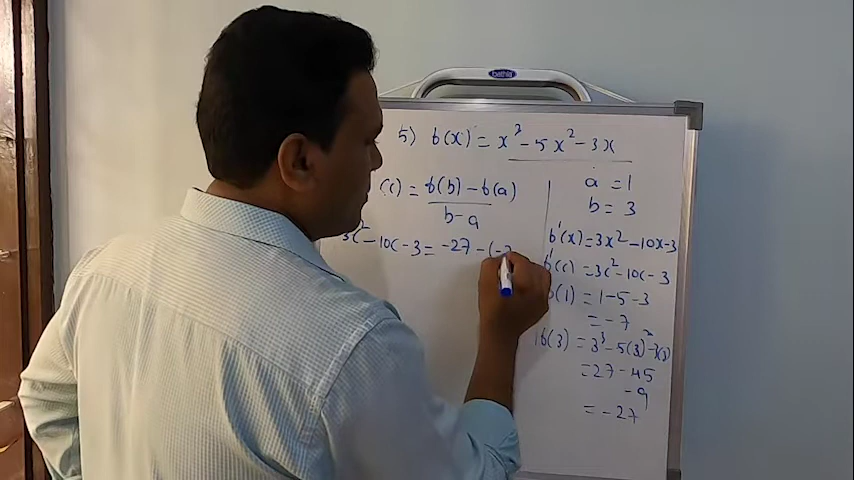 bathla
5) f(x) = x³ - 5x² - 3x
(c) = f(b) - f(a) / b - a
3c² - 10c - 3 = -27 - (-7
a = 1
b = 3
f'(x) = 3x² - 10x - 3
f'(c) = 3c² - 10c - 3
f(1) = 1 - 5 - 3
= -7
f(3) = 3³ - 5(3)² - 3(3)
= 27 - 45
- 9
= -27